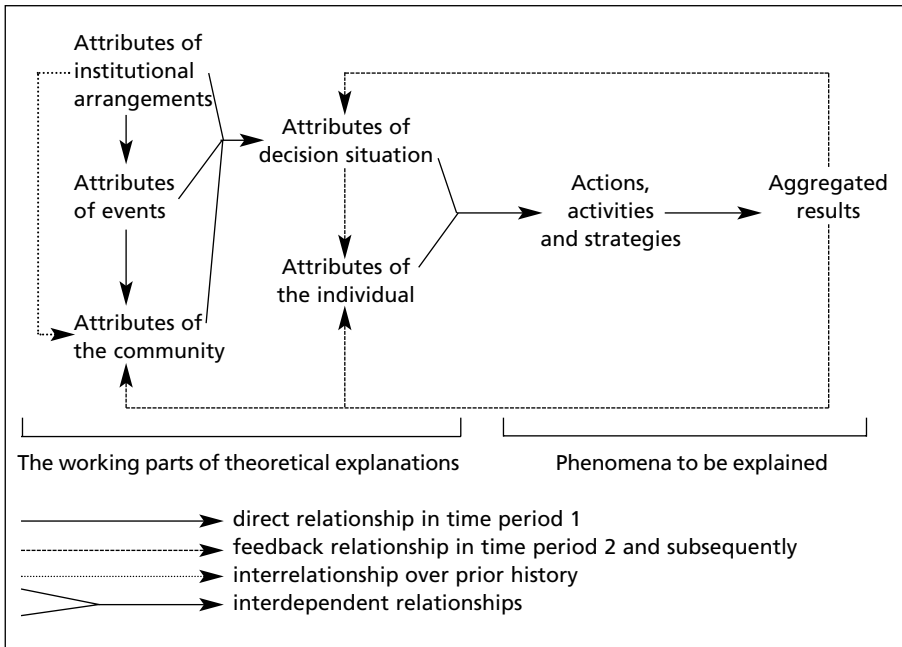 Attributes of
institutional
arrangements
Attributes
of events
Attributes of
the community
Attributes of
decision situation
Attributes of
the individual
Actions,
activities
and strategies
Aggregated
results
The working parts of theoretical explanations
Phenomena to be explained
direct relationship in time period 1
feedback relationship in time period 2 and subsequently
interrelationship over prior history
interdependent relationships